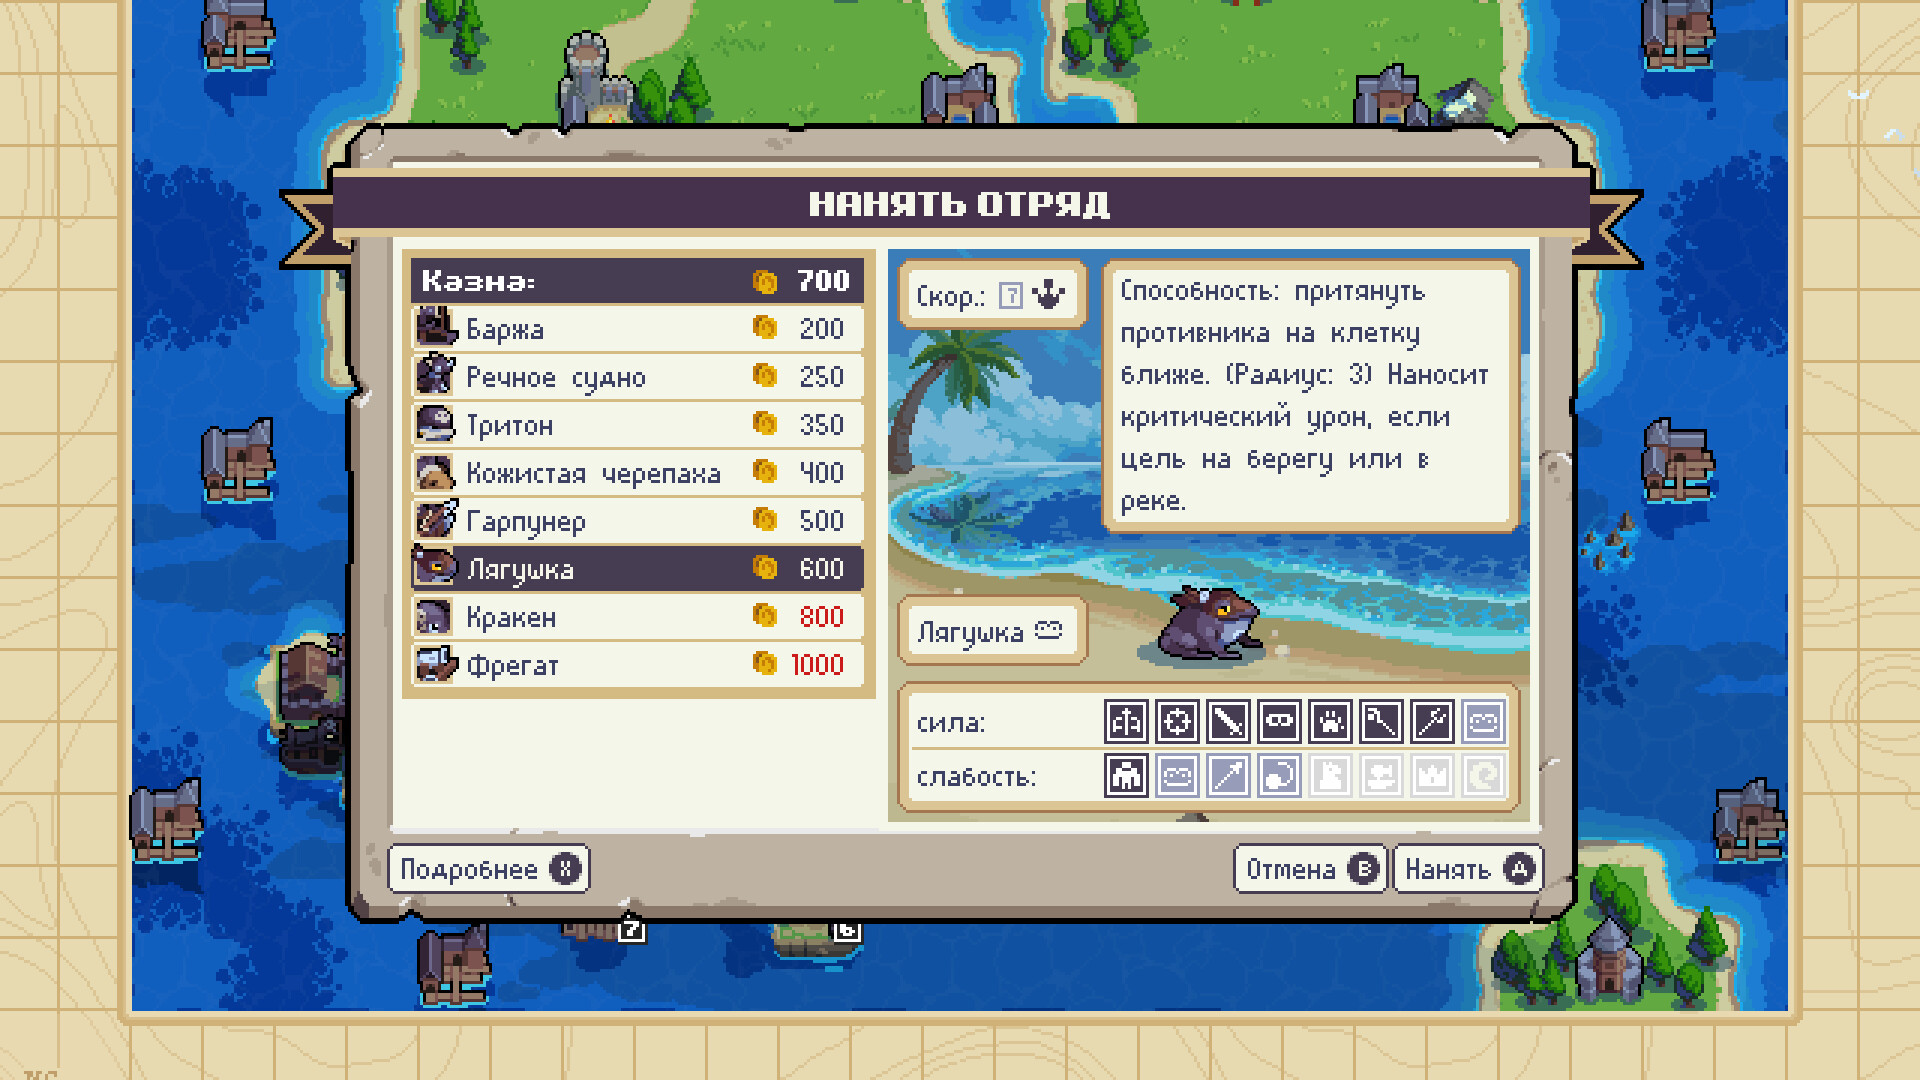 НАНЯТЬ ОТРЯД
Казна: 700
Баржа 200
Речное судно 250
Тритон 350
Кожистая черепаха 400
Гарпунер 500
Лягушка 600
Кракен 800
Фрегат 1000
Скор.: 7
Способность: притянуть
противника на клетку
ближе. (Радиус: 3) Наносит
критический урон, если
цель на берегу или в
реке.
Лягушка
сила:
слабость:
Подробнее X
Отмена B
Нанять A
7
6